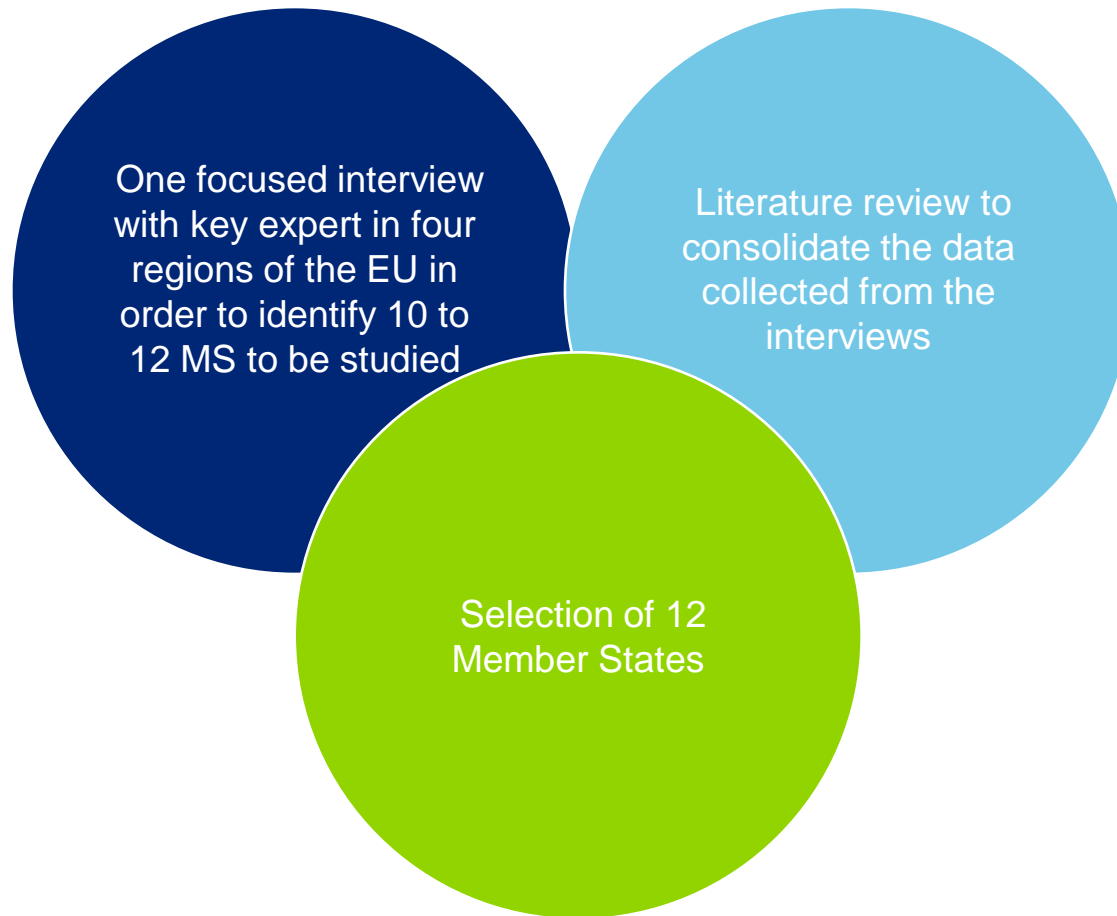 One focused interview
with key expert in four
regions of the EU in
order to identify 10 to
12 MS to be studied
Literature review to
consolidate the data
collected from the
interviews
Selection of 12
Member States